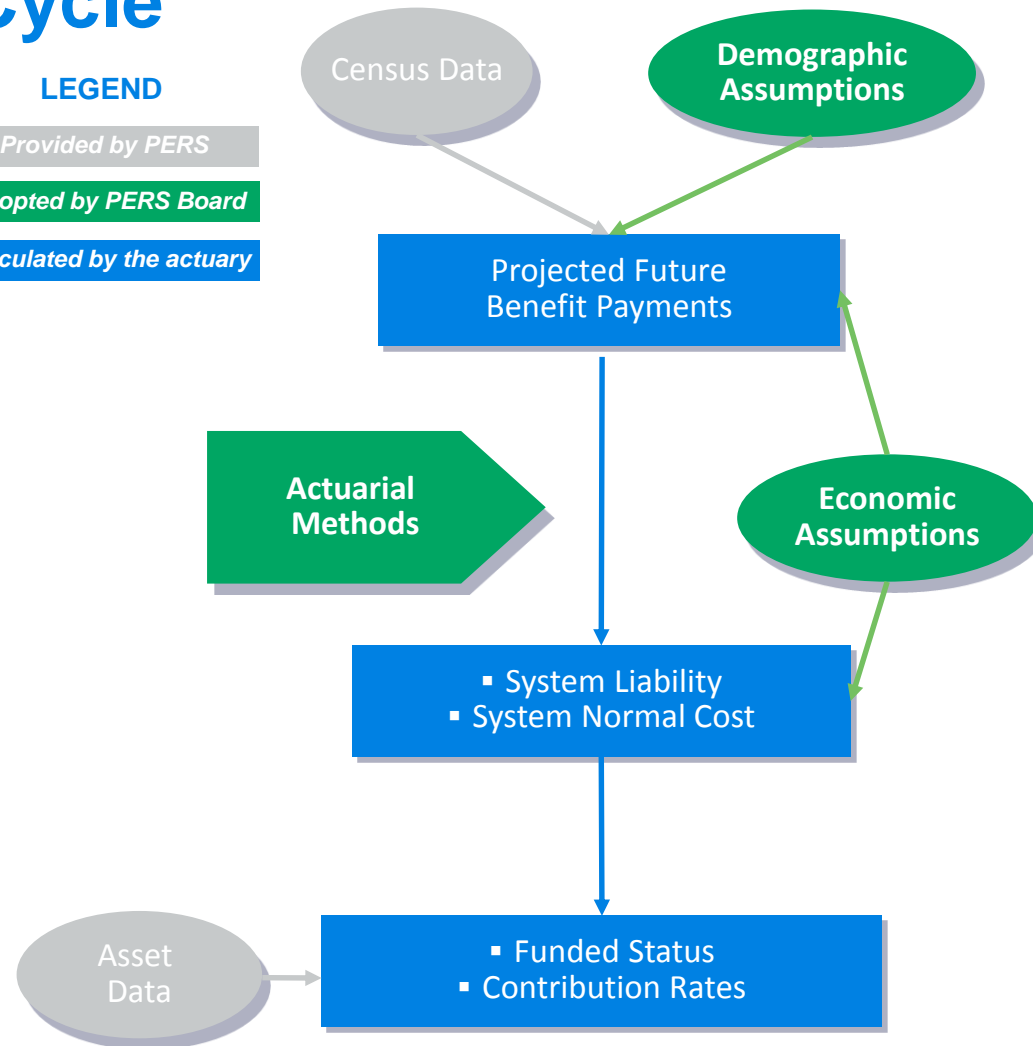 Cycle
LEGEND
Provided by PERS
opted by PERS Board
culated by the actuary
Census Data
Demographic
Assumptions
Projected Future
Benefit Payments
Actuarial
Methods
Economic
Assumptions
▪ System Liability
▪ System Normal Cost
Asset
Data
▪ Funded Status
▪ Contribution Rates